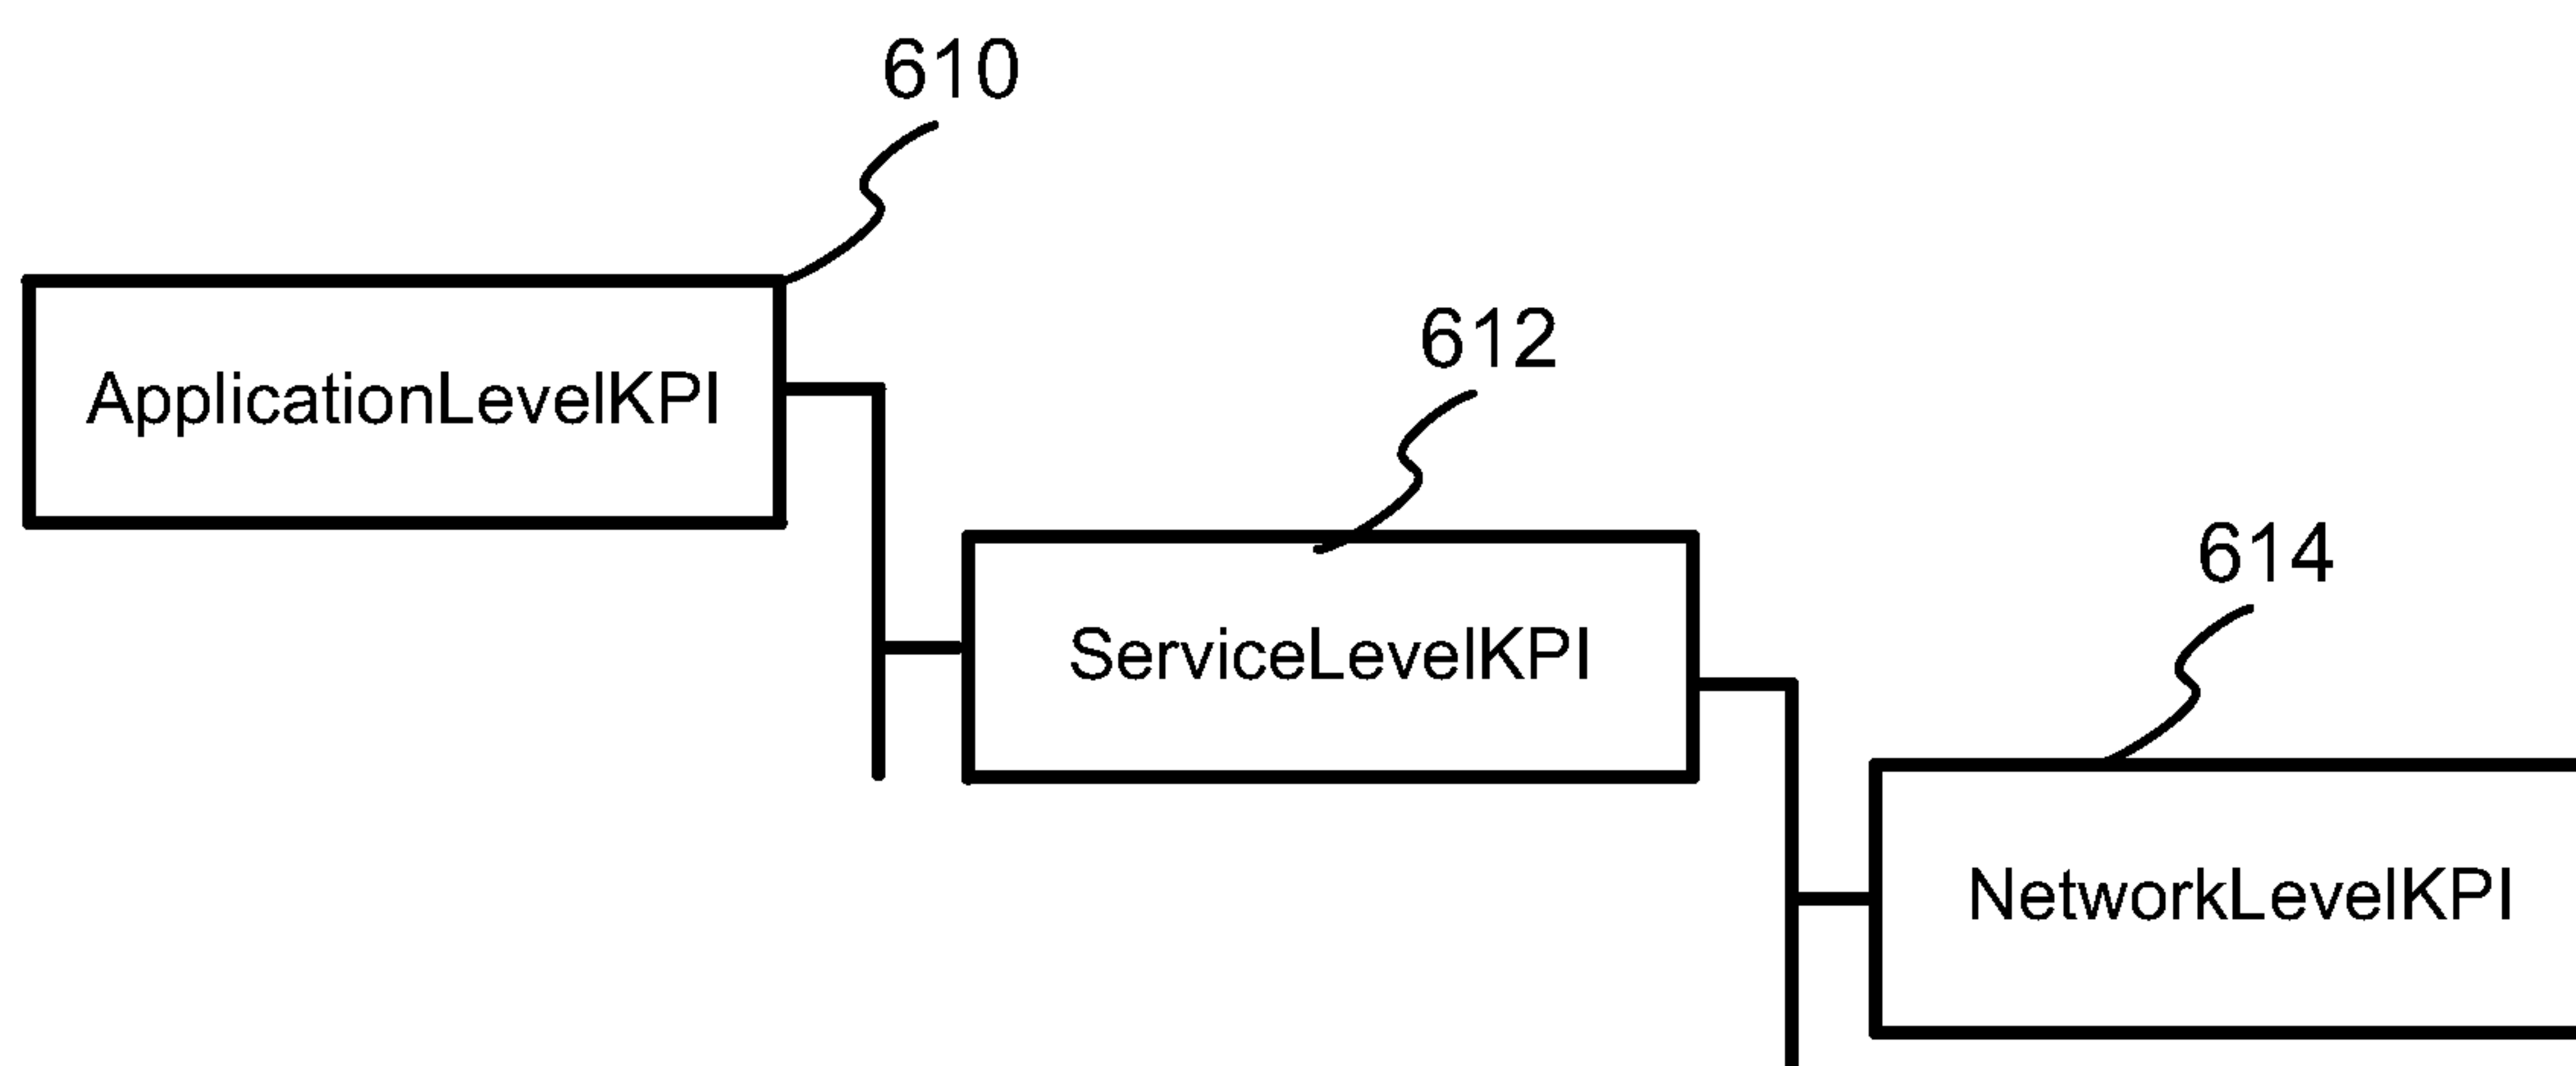 610
ApplicationLevelKPI
612
ServiceLevelKPI
614
NetworkLevelKPI